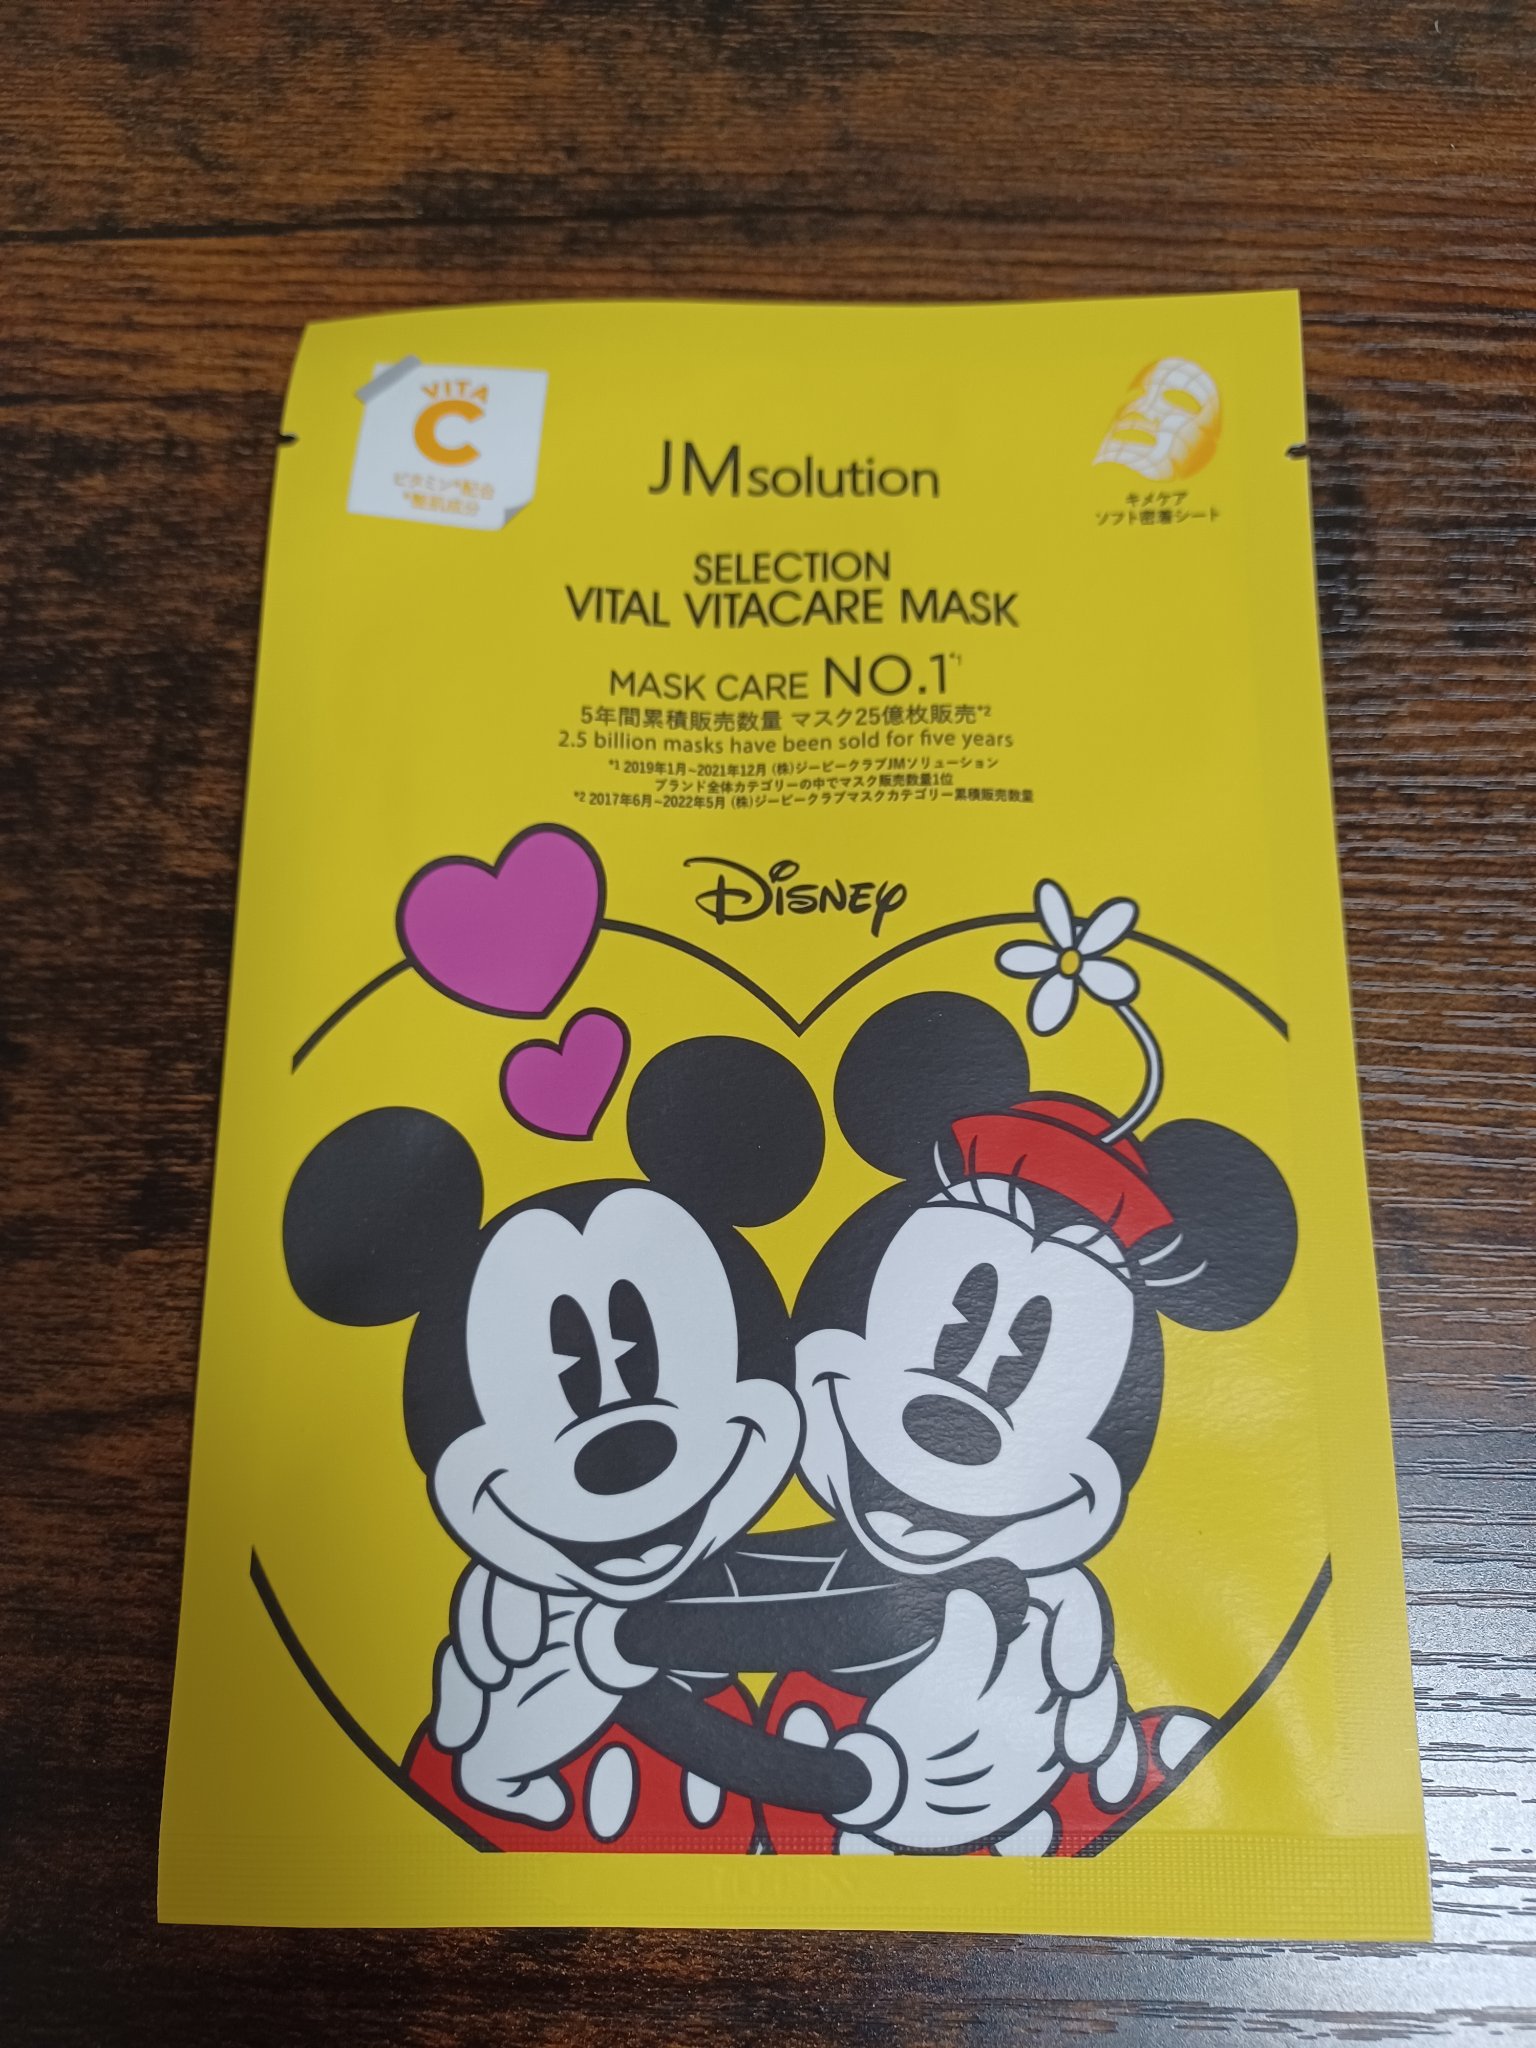 VITA
C
ビタミン*配合
*整肌成分
JMsolution
キメケア
ソフト密着シート
SELECTION
VITAL VITACARE MASK
MASK CARE NO.1*1
5年間累積販売数量 マスク25億枚販売*2
2.5 billion masks have been sold for five years
*1 2019年1月~2021年12月 (株)ジーピークラブJMソリューション
ブランド全体カテゴリーの中でマスク販売数量1位
*2 2017年6月~2022年5月 (株)ジーピークラブマスクカテゴリー累積販売数量
Disney